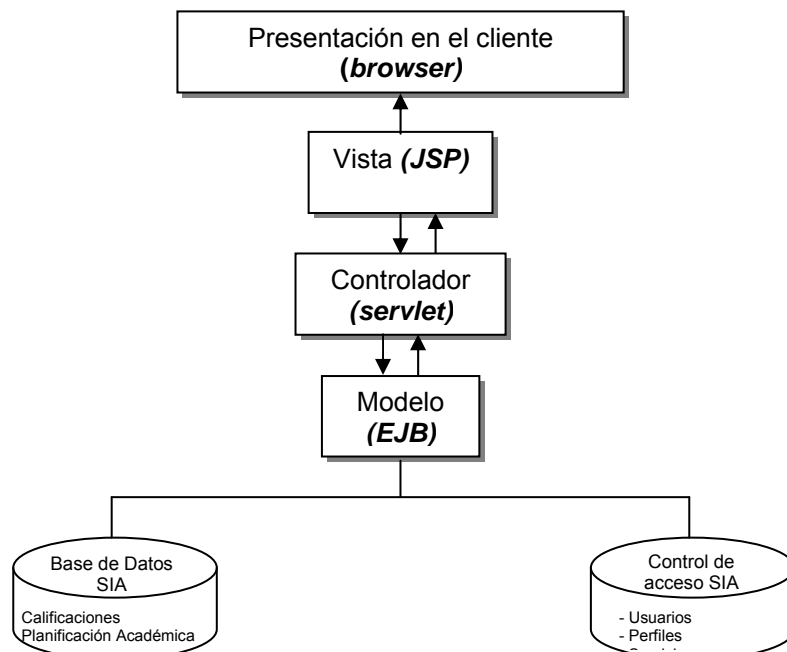 Presentación en el cliente
(browser)
Vista (JSP)
Controlador
(servlet)
Modelo
(EJB)
Base de Datos
SIA
Calificaciones
Planificación Académica
Control de
acceso SIA
- Usuarios
- Perfiles